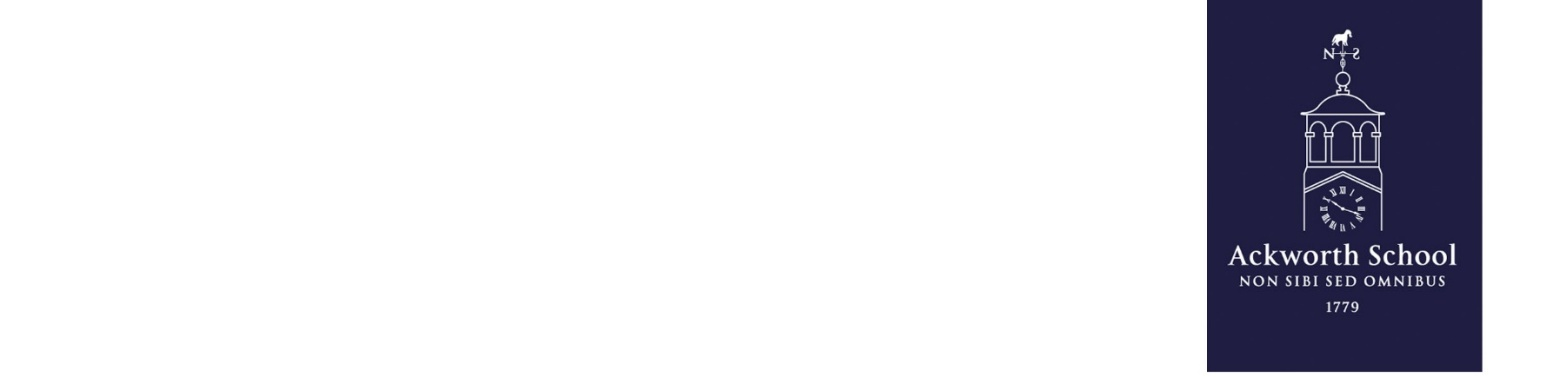 N S
Ackworth School
NON SIBI SED OMNIBUS
1779